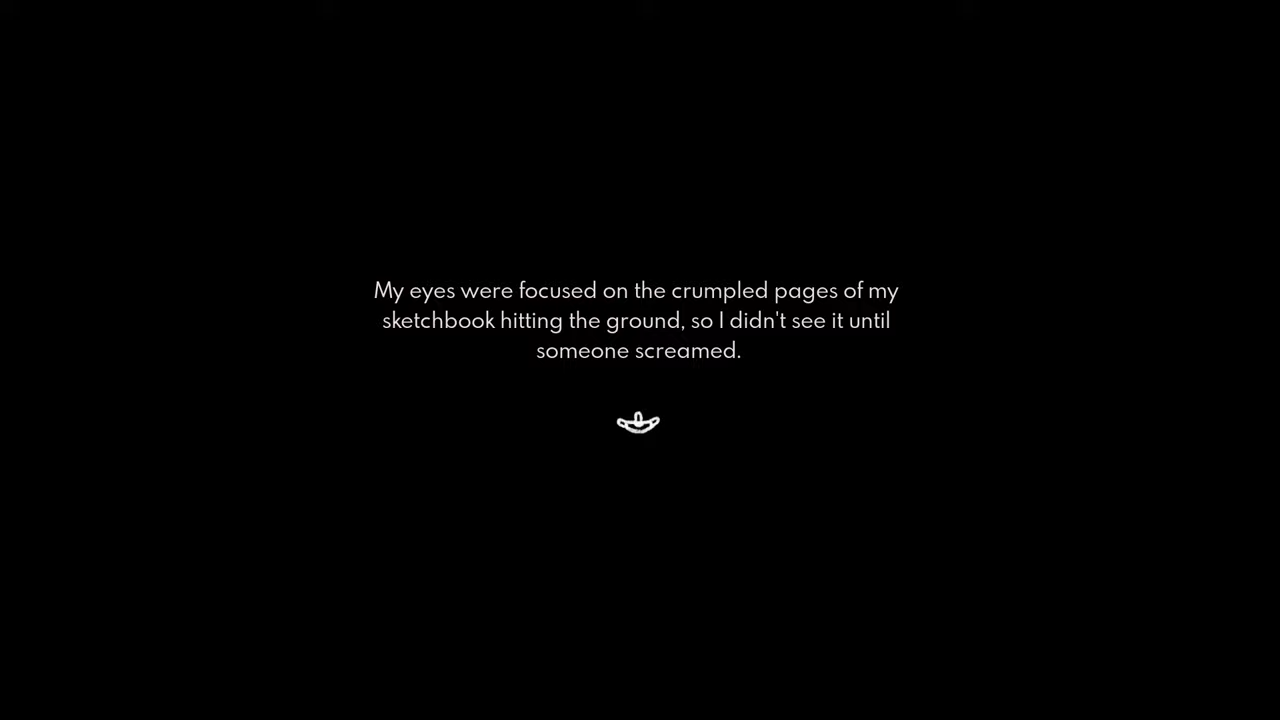 My eyes were focused on the crumpled pages of my
sketchbook hitting the ground, so I didn't see it until
someone screamed.